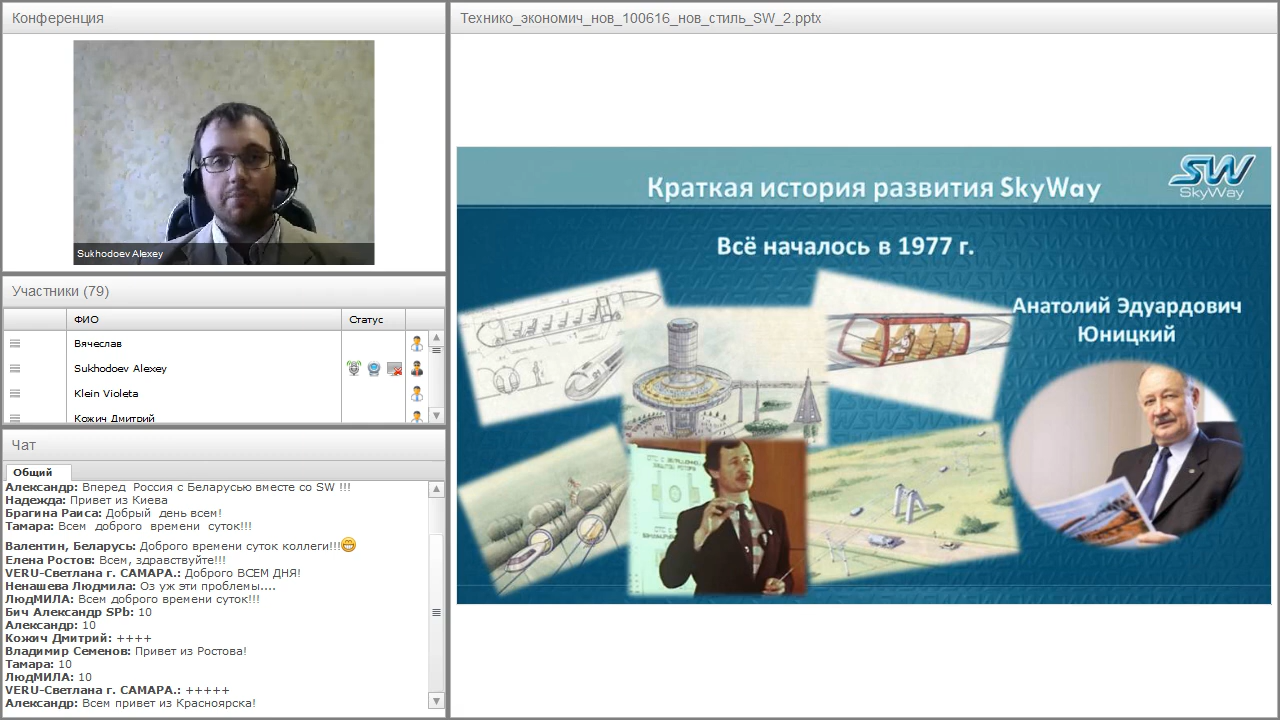 Конференция
Sukhodoev Alexey
Участники (79)
ФИО
Статус
Вячеслав
Sukhodoev Alexey
Klein Violeta
Кожич Дмитрий
Чат
Общий
Александр: Вперед Россия с Беларусью вместе со SW !!!
Надежда: Привет из Киева
Брагина Раиса: Добрый день всем!
Тамара: Всем доброго времени суток!!!
Валентин, Беларусь: Доброго времени суток коллеги!!!
Елена Ростов: Всем, здравствуйте!!!
VERU-Светлана г. САМАРА.: Доброго ВСЕМ ДНЯ!
Ненашева Людмила: Оз уж эти проблемы....
ЛюдМИЛА: Всем доброго времени суток!!!
Бич Александр SPb: 10
Александр: 10
Кожич Дмитрий: ++++
Владимир Семенов: Привет из Ростова!
Тамара: 10
ЛюдМИЛА: 10
VERU-Светлана г. САМАРА.: +++++
Александр: Всем привет из Красноярска!
Технико_экономич_нов_100616_нов_стиль_SW_2.pptx
SW
SkyWay
Краткая история развития SkyWay
Всё началось в 1977 г.
Анатолий Эдуардович
Юницкий